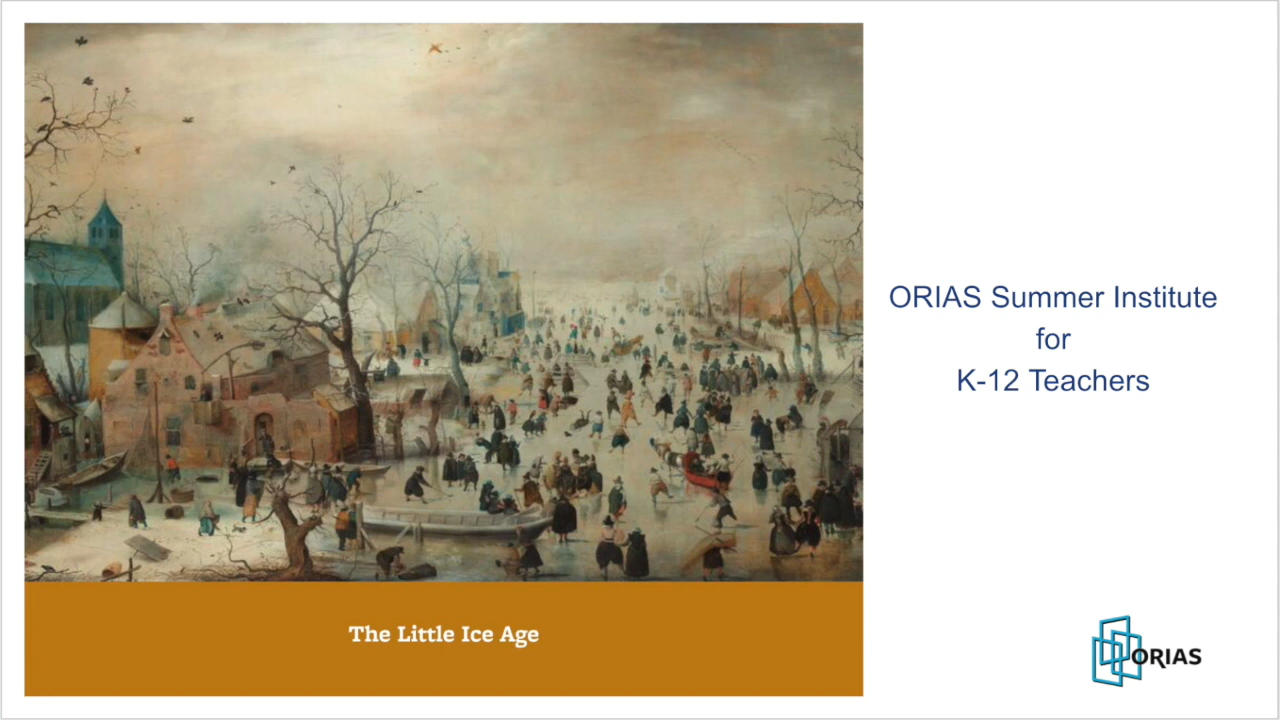 ORIAS Summer Institute
for
K-12 Teachers
The Little Ice Age
ORIAS